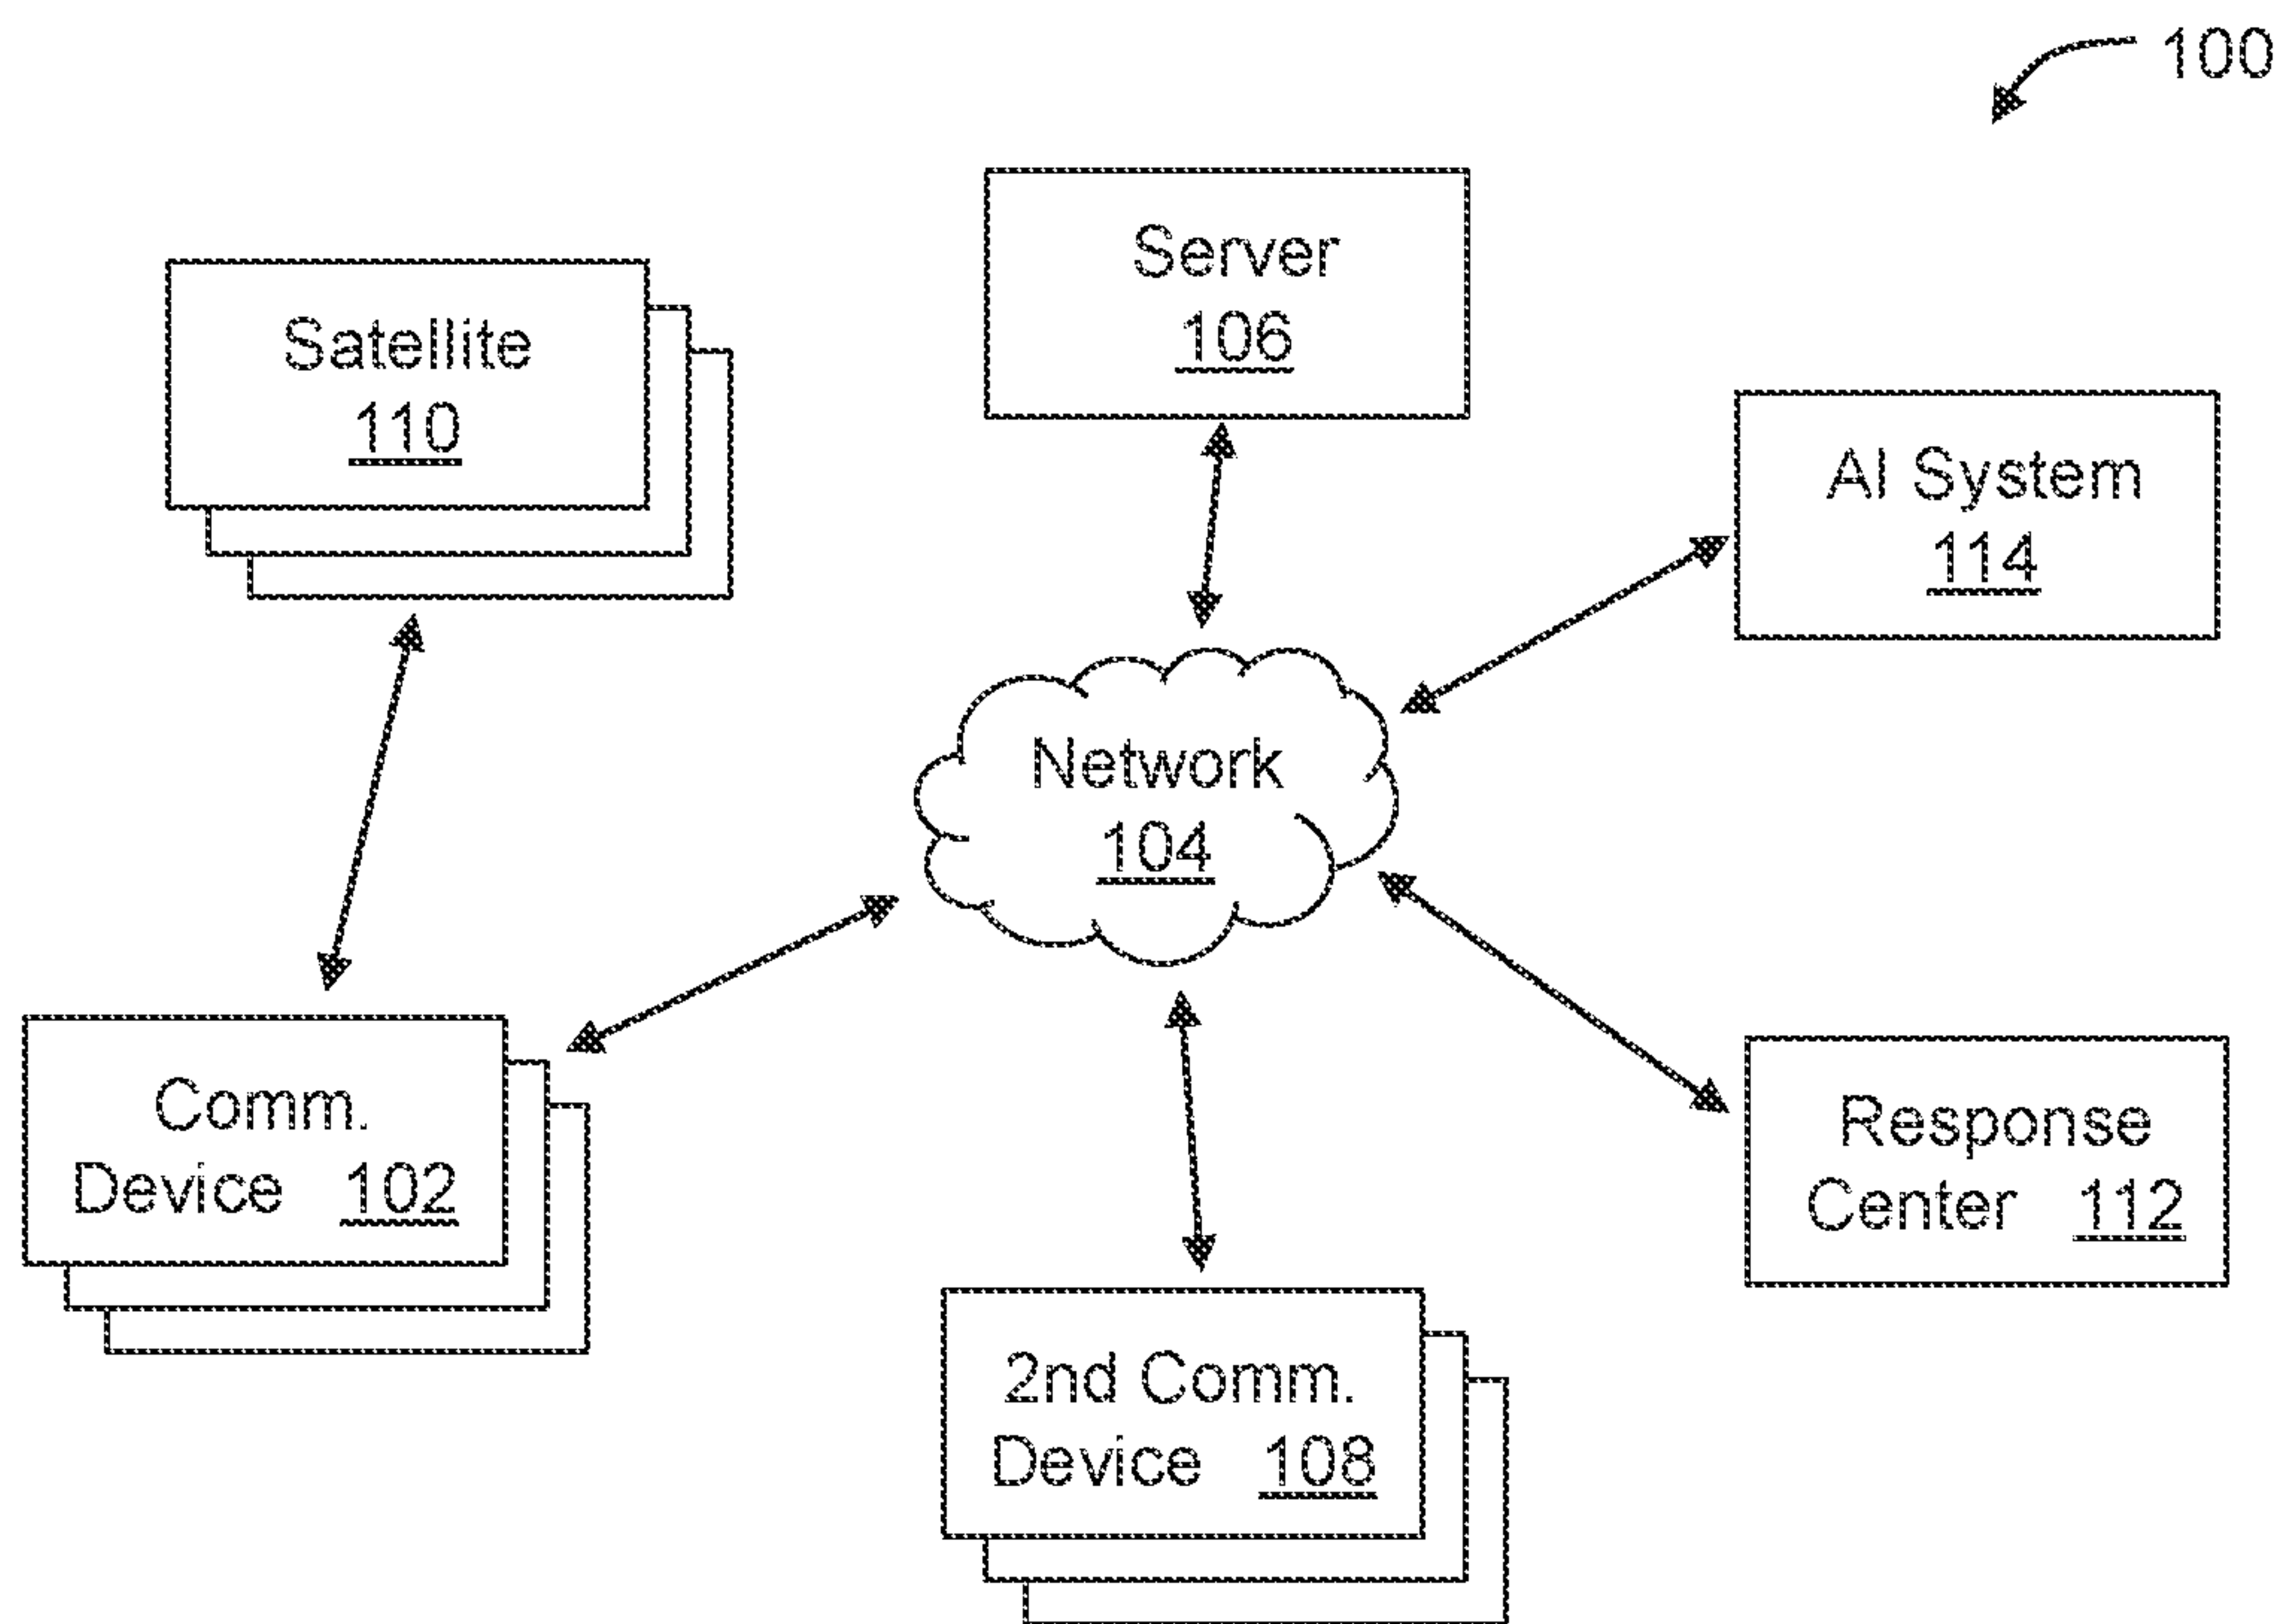 100
Server
106
Satellite
110
AI System
114
Network
104
Comm.
Device 102
Response
Center 112
2nd Comm.
Device 108